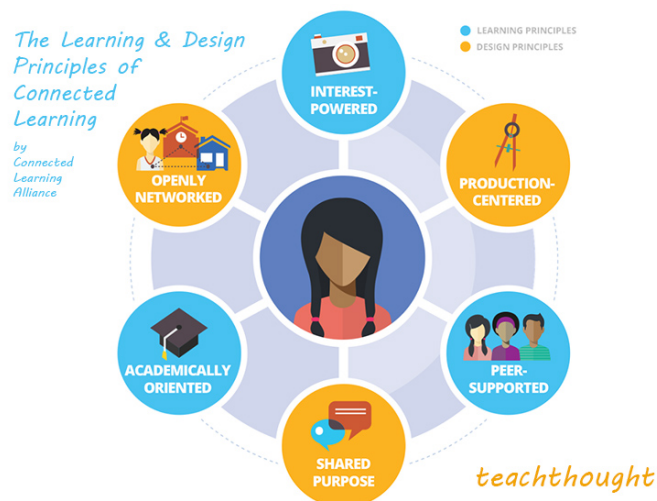 The Learning & Design
Principles of
Connected
Learning
by
Connected
Learning
Alliance
LEARNING PRINCIPLES
DESIGN PRINCIPLES
INTEREST-
POWERED
OPENLY
NETWORKED
PRODUCTION-
CENTERED
ACADEMICALLY
ORIENTED
PEER-
SUPPORTED
SHARED
PURPOSE
teachthought